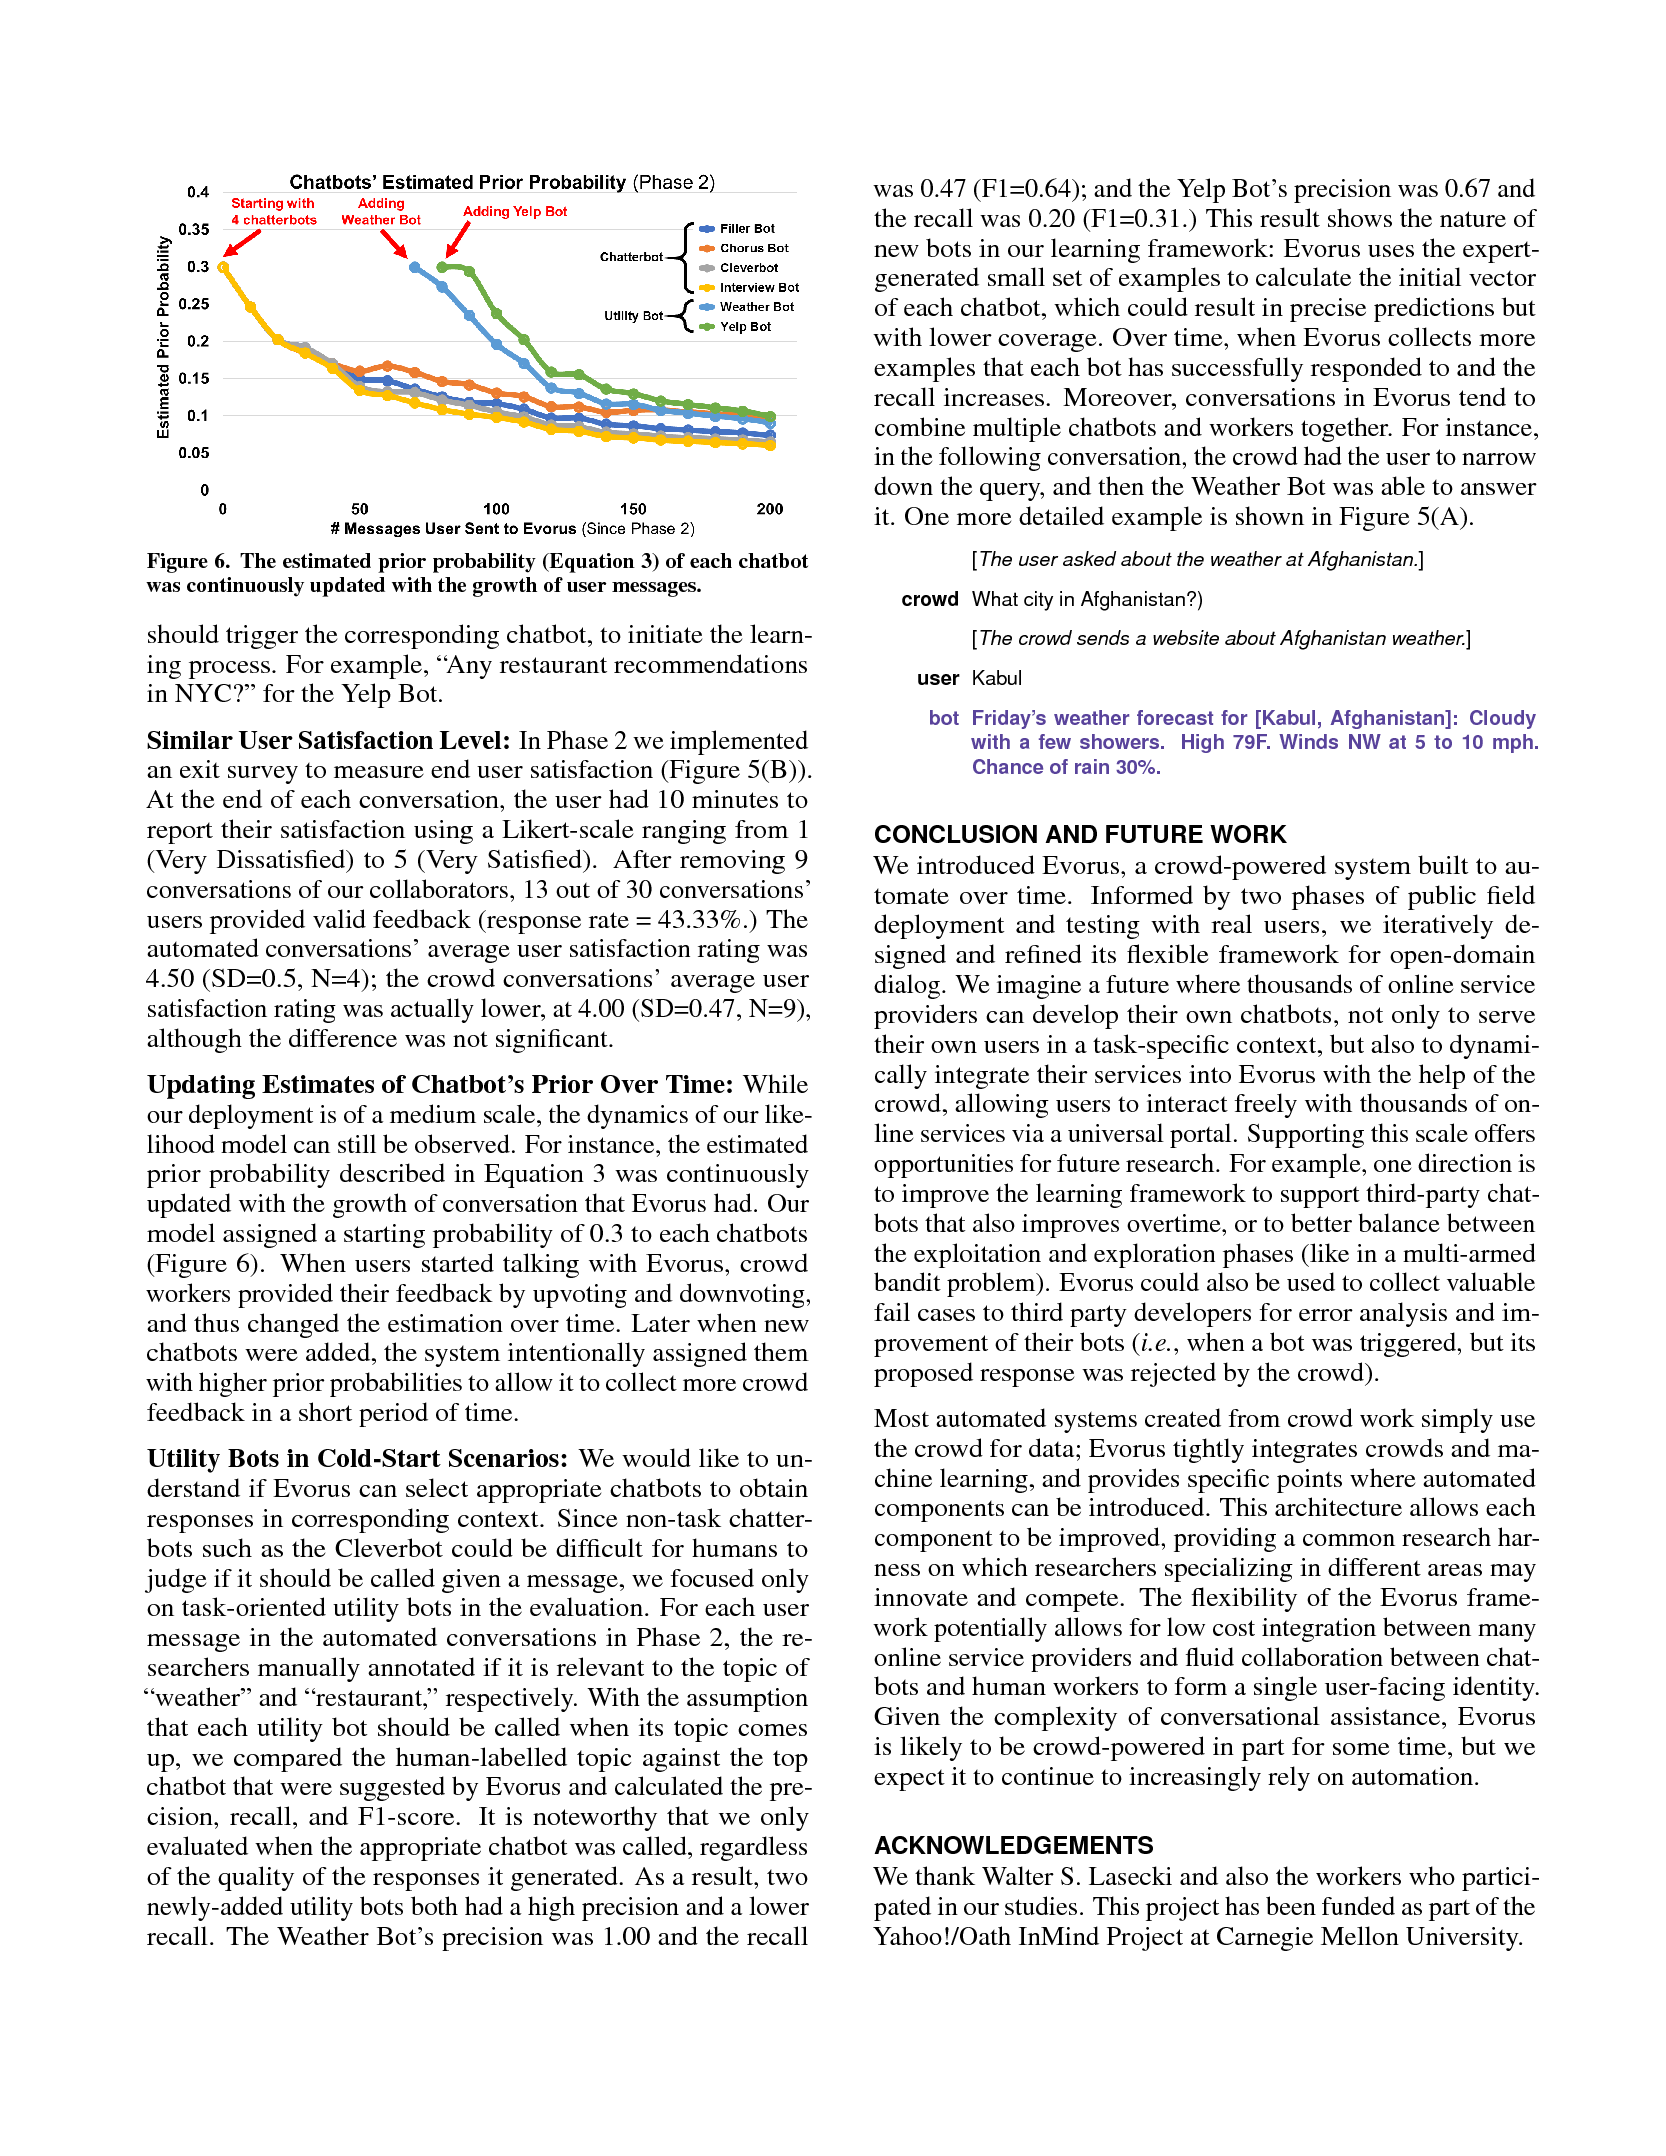 Chatbots' Estimated Prior Probability (Phase 2)
0.4
0.35
0.3
0.25
0.2
0.15
0.1
0.05
0
Estimated Prior Probability
Starting with
4 chatterbots
Adding
Weather Bot
Adding Yelp Bot
Chatterbot
Utility Bot
Filler Bot
Chorus Bot
Cleverbot
Interview Bot
Weather Bot
Yelp Bot
0 50 100 150 200
# Messages User Sent to Evorus (Since Phase 2)
Figure 6. The estimated prior probability (Equation 3) of each chatbot
was continuously updated with the growth of user messages.
should trigger the corresponding chatbot, to initiate the learn-
ing process. For example, “Any restaurant recommendations
in NYC?” for the Yelp Bot.
Similar User Satisfaction Level: In Phase 2 we implemented
an exit survey to measure end user satisfaction (Figure 5(B)).
At the end of each conversation, the user had 10 minutes to
report their satisfaction using a Likert-scale ranging from 1
(Very Dissatisfied) to 5 (Very Satisfied). After removing 9
conversations of our collaborators, 13 out of 30 conversations’
users provided valid feedback (response rate = 43.33%.) The
automated conversations’ average user satisfaction rating was
4.50 (SD=0.5, N=4); the crowd conversations’ average user
satisfaction rating was actually lower, at 4.00 (SD=0.47, N=9),
although the difference was not significant.
Updating Estimates of Chatbot’s Prior Over Time: While
our deployment is of a medium scale, the dynamics of our like-
lihood model can still be observed. For instance, the estimated
prior probability described in Equation 3 was continuously
updated with the growth of conversation that Evorus had. Our
model assigned a starting probability of 0.3 to each chatbots
(Figure 6). When users started talking with Evorus, crowd
workers provided their feedback by upvoting and downvoting,
and thus changed the estimation over time. Later when new
chatbots were added, the system intentionally assigned them
with higher prior probabilities to allow it to collect more crowd
feedback in a short period of time.
Utility Bots in Cold-Start Scenarios: We would like to un-
derstand if Evorus can select appropriate chatbots to obtain
responses in corresponding context. Since non-task chatter-
bots such as the Cleverbot could be difficult for humans to
judge if it should be called given a message, we focused only
on task-oriented utility bots in the evaluation. For each user
message in the automated conversations in Phase 2, the re-
searchers manually annotated if it is relevant to the topic of
“weather” and “restaurant,” respectively. With the assumption
that each utility bot should be called when its topic comes
up, we compared the human-labelled topic against the top
chatbot that were suggested by Evorus and calculated the pre-
cision, recall, and F1-score. It is noteworthy that we only
evaluated when the appropriate chatbot was called, regardless
of the quality of the responses it generated. As a result, two
newly-added utility bots both had a high precision and a lower
recall. The Weather Bot’s precision was 1.00 and the recall
was 0.47 (F1=0.64); and the Yelp Bot’s precision was 0.67 and
the recall was 0.20 (F1=0.31.) This result shows the nature of
new bots in our learning framework: Evorus uses the expert-
generated small set of examples to calculate the initial vector
of each chatbot, which could result in precise predictions but
with lower coverage. Over time, when Evorus collects more
examples that each bot has successfully responded to and the
recall increases. Moreover, conversations in Evorus tend to
combine multiple chatbots and workers together. For instance,
in the following conversation, the crowd had the user to narrow
down the query, and then the Weather Bot was able to answer
it. One more detailed example is shown in Figure 5(A).
[The user asked about the weather at Afghanistan.]
crowd What city in Afghanistan?)
[The crowd sends a website about Afghanistan weather.]
user Kabul
bot Friday’s weather forecast for [Kabul, Afghanistan]: Cloudy
with a few showers. High 79F. Winds NW at 5 to 10 mph.
Chance of rain 30%.
CONCLUSION AND FUTURE WORK
We introduced Evorus, a crowd-powered system built to au-
tomate over time. Informed by two phases of public field
deployment and testing with real users, we iteratively de-
signed and refined its flexible framework for open-domain
dialog. We imagine a future where thousands of online service
providers can develop their own chatbots, not only to serve
their own users in a task-specific context, but also to dynami-
cally integrate their services into Evorus with the help of the
crowd, allowing users to interact freely with thousands of on-
line services via a universal portal. Supporting this scale offers
opportunities for future research. For example, one direction is
to improve the learning framework to support third-party chat-
bots that also improves overtime, or to better balance between
the exploitation and exploration phases (like in a multi-armed
bandit problem). Evorus could also be used to collect valuable
fail cases to third party developers for error analysis and im-
provement of their bots (i.e., when a bot was triggered, but its
proposed response was rejected by the crowd).
Most automated systems created from crowd work simply use
the crowd for data; Evorus tightly integrates crowds and ma-
chine learning, and provides specific points where automated
components can be introduced. This architecture allows each
component to be improved, providing a common research har-
ness on which researchers specializing in different areas may
innovate and compete. The flexibility of the Evorus frame-
work potentially allows for low cost integration between many
online service providers and fluid collaboration between chat-
bots and human workers to form a single user-facing identity.
Given the complexity of conversational assistance, Evorus
is likely to be crowd-powered in part for some time, but we
expect it to continue to increasingly rely on automation.
ACKNOWLEDGEMENTS
We thank Walter S. Lasecki and also the workers who partici-
pated in our studies. This project has been funded as part of the
Yahoo!/Oath InMind Project at Carnegie Mellon University.